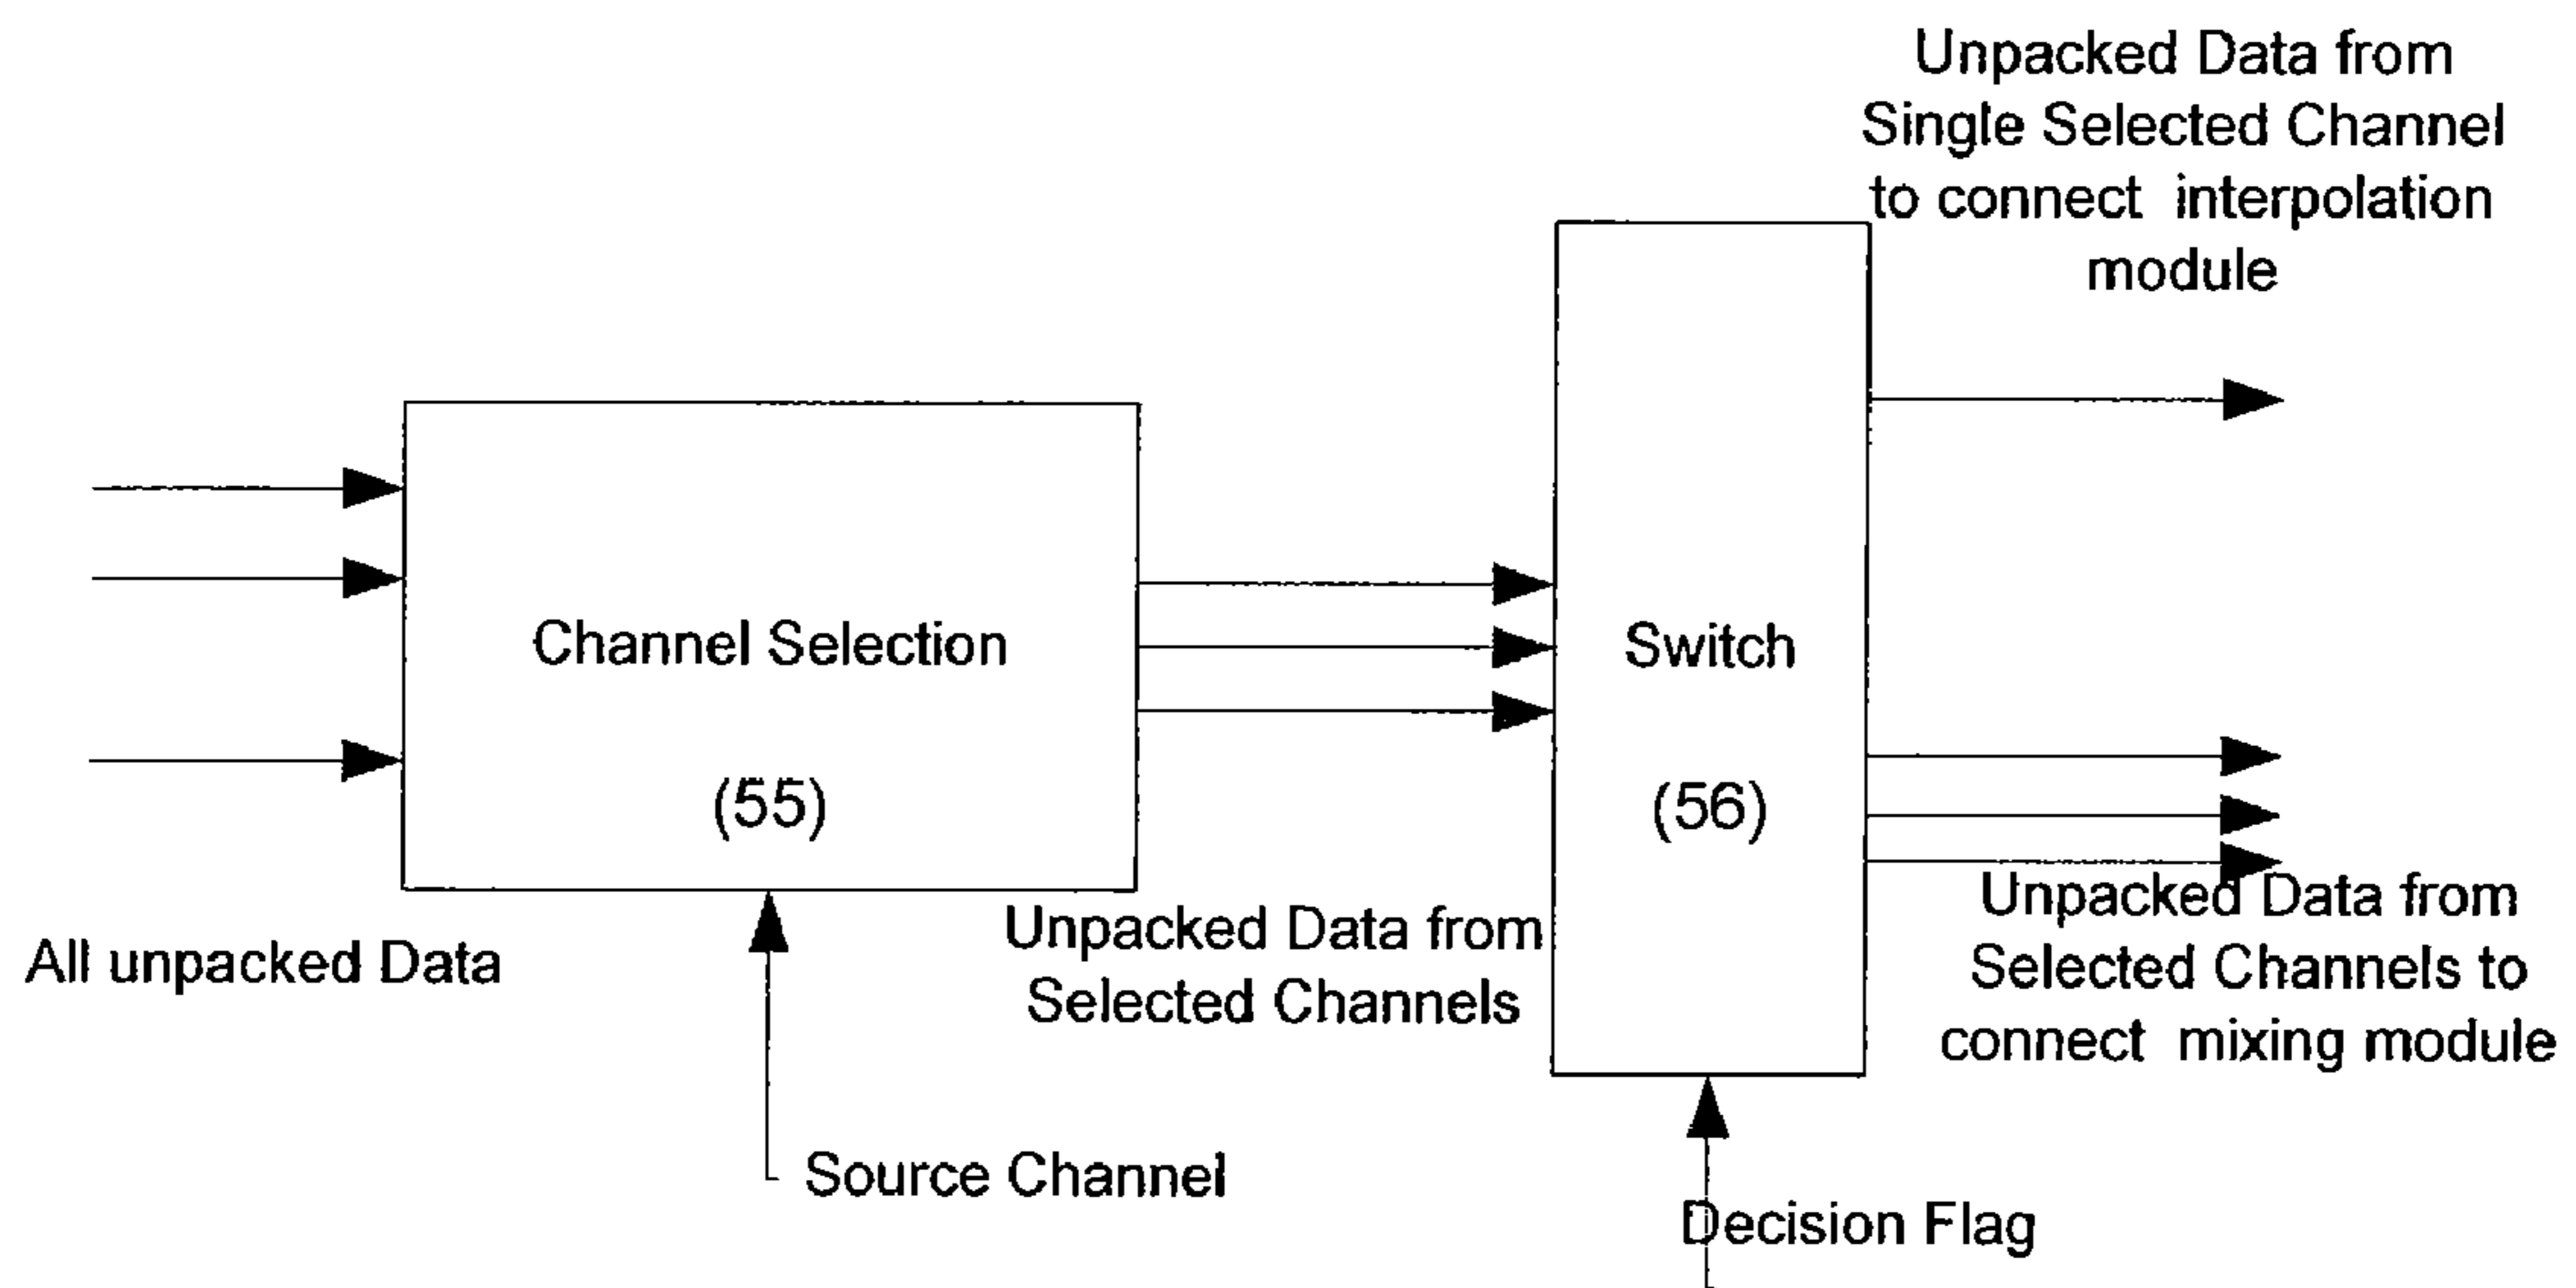 Unpacked Data from
Single Selected Channel
to connect interpolation
module
Channel Selection
(55)
Switch
(56)
All unpacked Data
Unpacked Data from
Selected Channels
Unpacked Data from
Selected Channels to
connect mixing module
Source Channel
Decision Flag